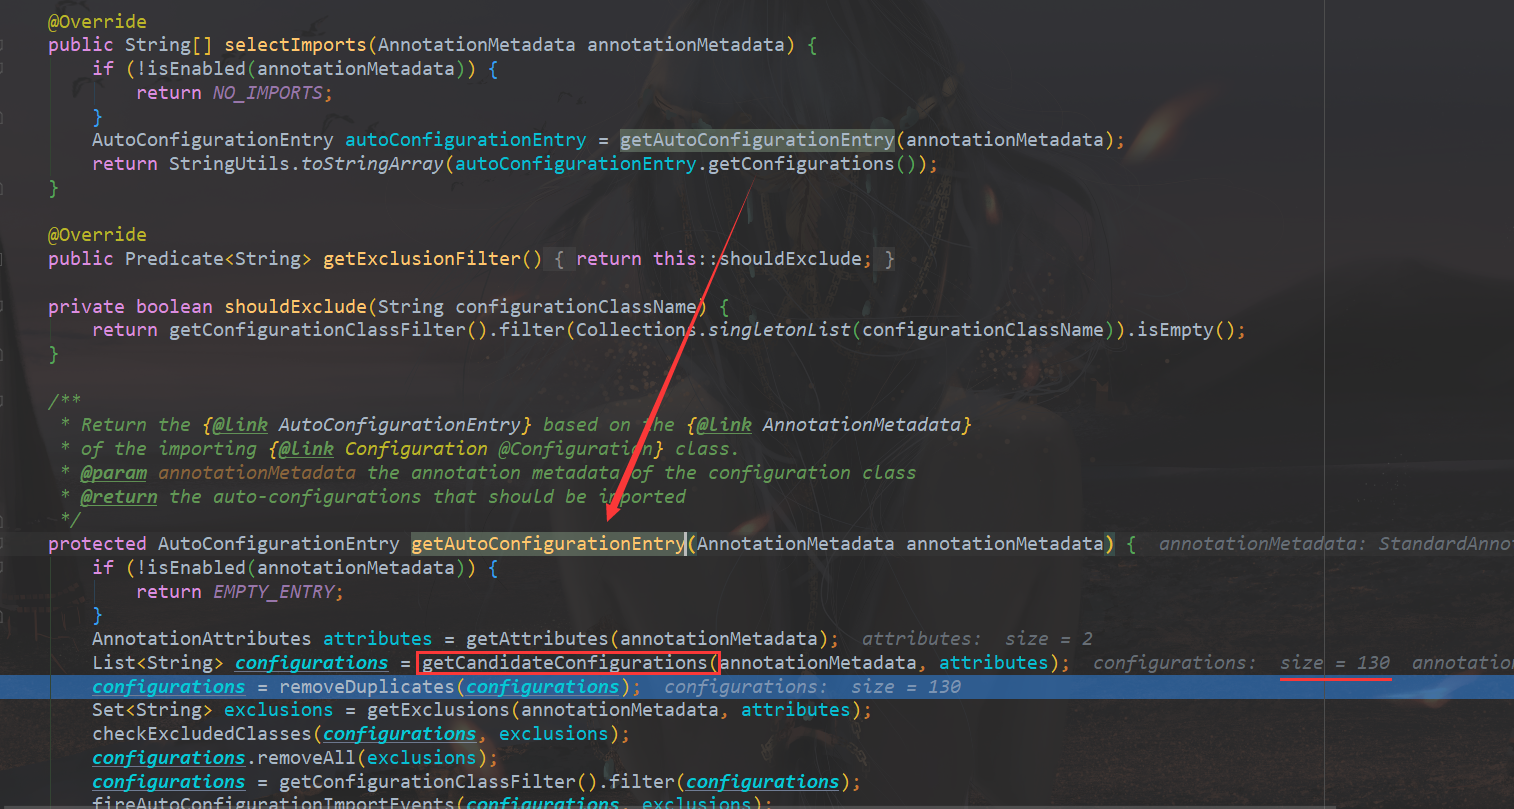 @Override
public String[] selectImports(AnnotationMetadata annotationMetadata) {
if (!isEnabled(annotationMetadata)) {
return NO_IMPORTS;
}
AutoConfigurationEntry autoConfigurationEntry = getAutoConfigurationEntry(annotationMetadata);
return StringUtils.toStringArray(autoConfigurationEntry.getConfigurations());
}
@Override
public Predicate<String> getExclusionFilter() { return this::shouldExclude; }
private boolean shouldExclude(String configurationClassName) {
return getConfigurationClassFilter().filter(Collections.singletonList(configurationClassName)).isEmpty();
}
/**
* Return the {@link AutoConfigurationEntry} based on the {@link AnnotationMetadata}
* of the importing {@link Configuration @Configuration} class.
* @param annotationMetadata the annotation metadata of the configuration class
* @return the auto-configurations that should be imported
*/
protected AutoConfigurationEntry getAutoConfigurationEntry(AnnotationMetadata annotationMetadata) { annotationMetadata: StandardAnnot
if (!isEnabled(annotationMetadata)) {
return EMPTY_ENTRY;
}
AnnotationAttributes attributes = getAttributes(annotationMetadata); attributes: size = 2
List<String> configurations = getCandidateConfigurations(annotationMetadata, attributes); configurations: size = 130 annotation
configurations = removeDuplicates(configurations); configurations: size = 130
Set<String> exclusions = getExclusions(annotationMetadata, attributes);
checkExcludedClasses(configurations, exclusions);
configurations.removeAll(exclusions);
configurations = getConfigurationClassFilter().filter(configurations);
fireAutoConfigurationImportEvents(configurations, exclusions);